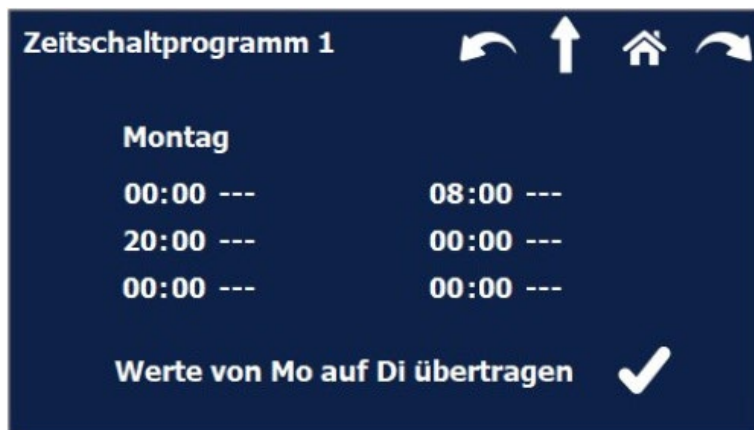 Zeitschaltprogramm 1
Montag
00:00 --- 08:00 ---
20:00 --- 00:00 ---
00:00 --- 00:00 ---
Werte von Mo auf Di übertragen